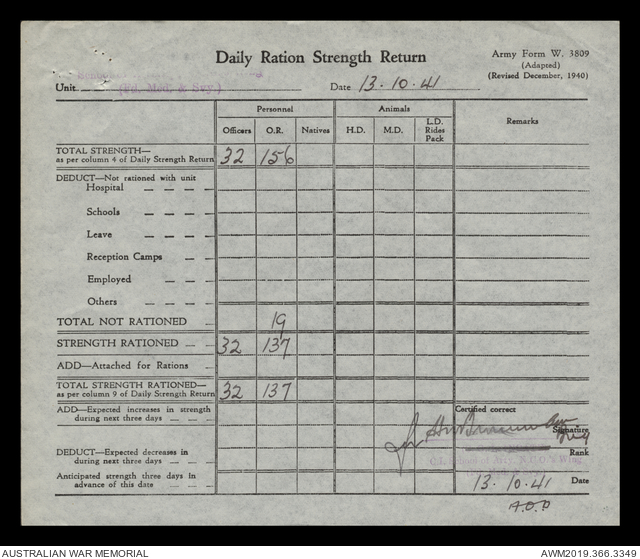 Daily Ration Strength Return
Army Form W. 3809
(Adapted)
(Revised December, 1940)
Unit (Fd. Med. & Svy.)
Date 13.10.41
Personnel Animals Remarks
Officers O.R. Natives H.D. M.D. L.D. Rides Pack
TOTAL STRENGTH—
as per column 4 of Daily Strength Return 32 156
DEDUCT—Not rationed with unit
Hospital
Schools
Leave
Reception Camps
Employed
Others
TOTAL NOT RATIONED 19
STRENGTH RATIONED 32 137
ADD—Attached for Rations
TOTAL STRENGTH RATIONED—
as per column 9 of Daily Strength Return 32 137
ADD—Expected increases in strength
during next three days
Certified correct
Signature
DEDUCT—Expected decreases in
during next three days
Rank
Anticipated strength three days in
advance of this date
13.10.41 Date
AUSTRALIAN WAR MEMORIAL
AWM2019.366.3349